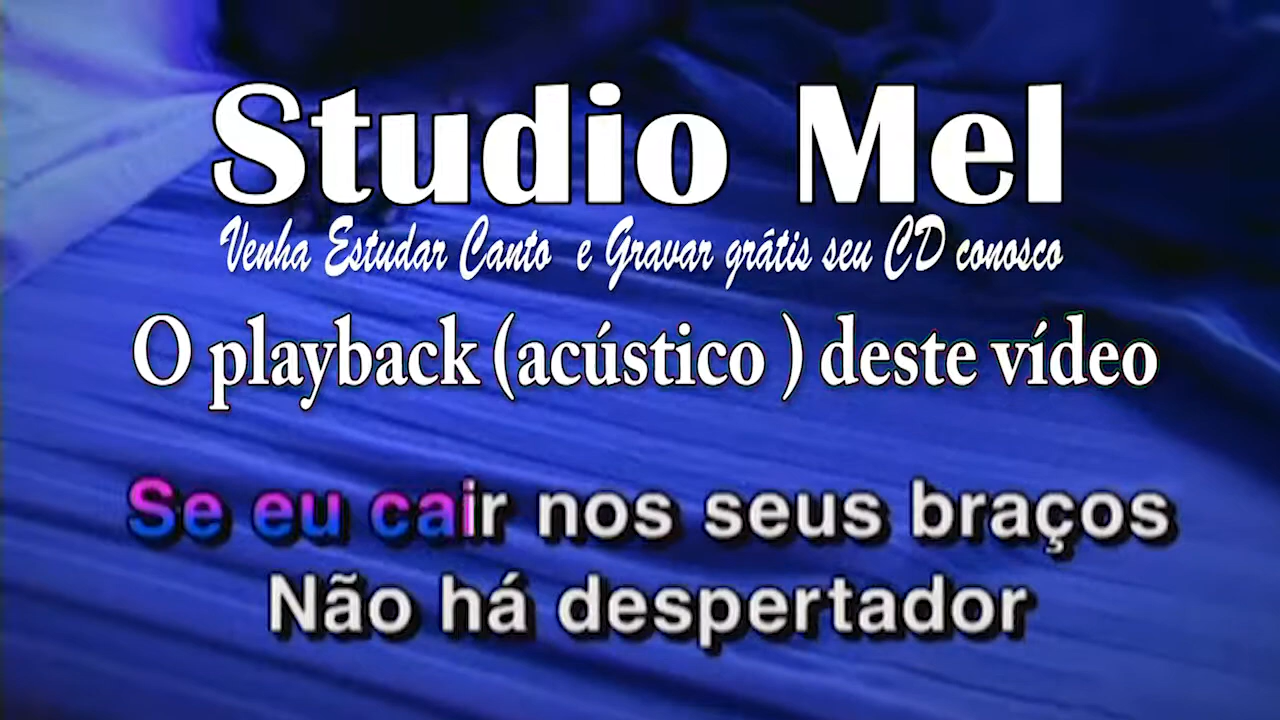 Studio Mel
Venha Estudar Canto e Gravar grátis seu CD conosco
O playback (acústico ) deste vídeo
Se eu cair nos seus braços
Não há despertador